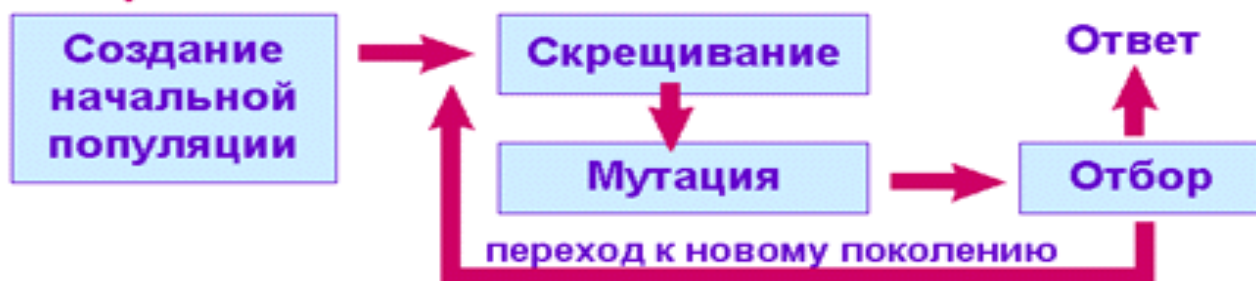 Создание
начальной
популяции
Скрещивание
Мутация
Ответ
Отбор
переход к новому поколению